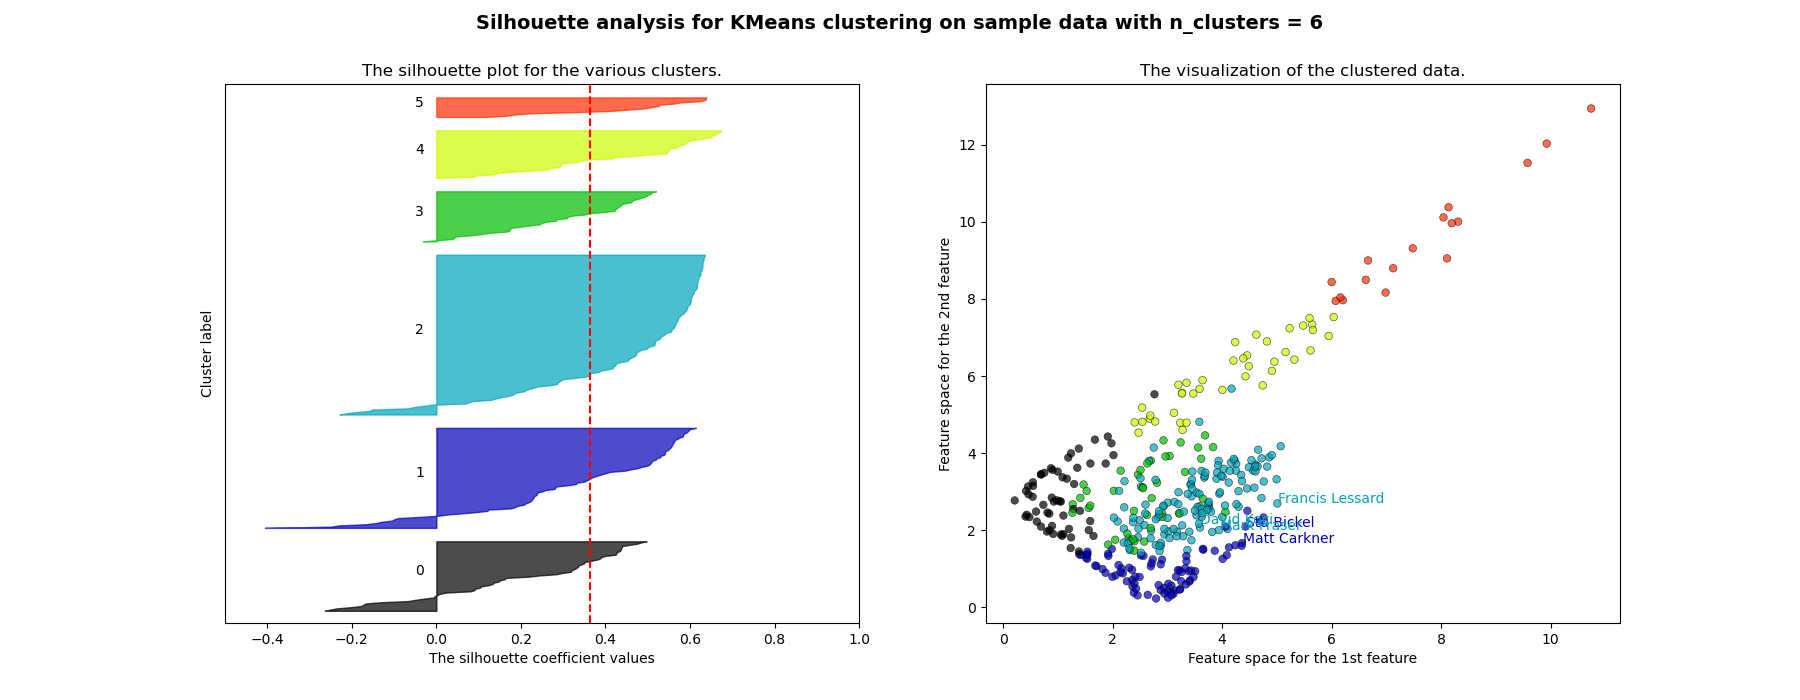 Silhouette analysis for KMeans clustering on sample data with n_clusters = 6
The silhouette plot for the various clusters.
5
4
3
2
1
0
Cluster label
−0.4
−0.2
0.0
0.2
0.4
0.6
0.8
1.0
The silhouette coefficient values
The visualization of the clustered data.
12
10
8
6
4
2
0
Feature space for the 2nd feature
Francis Lessard
David
Bickel
Fraser
Matt Carkner
0
2
4
6
8
10
Feature space for the 1st feature